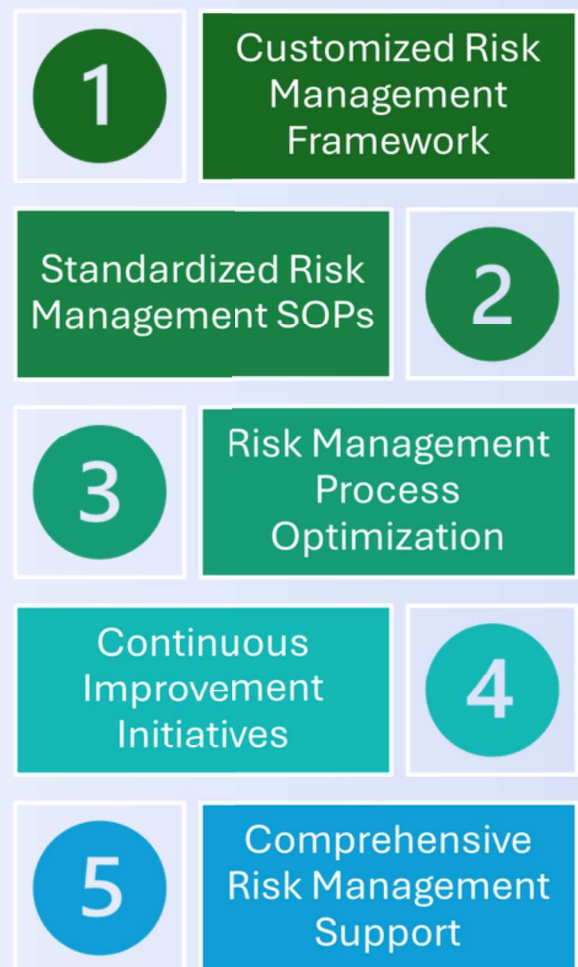 1
Customized Risk
Management
Framework
Standardized Risk
Management SOPs
2
3
Risk Management
Process
Optimization
Continuous
Improvement
Initiatives
4
5
Comprehensive
Risk Management
Support